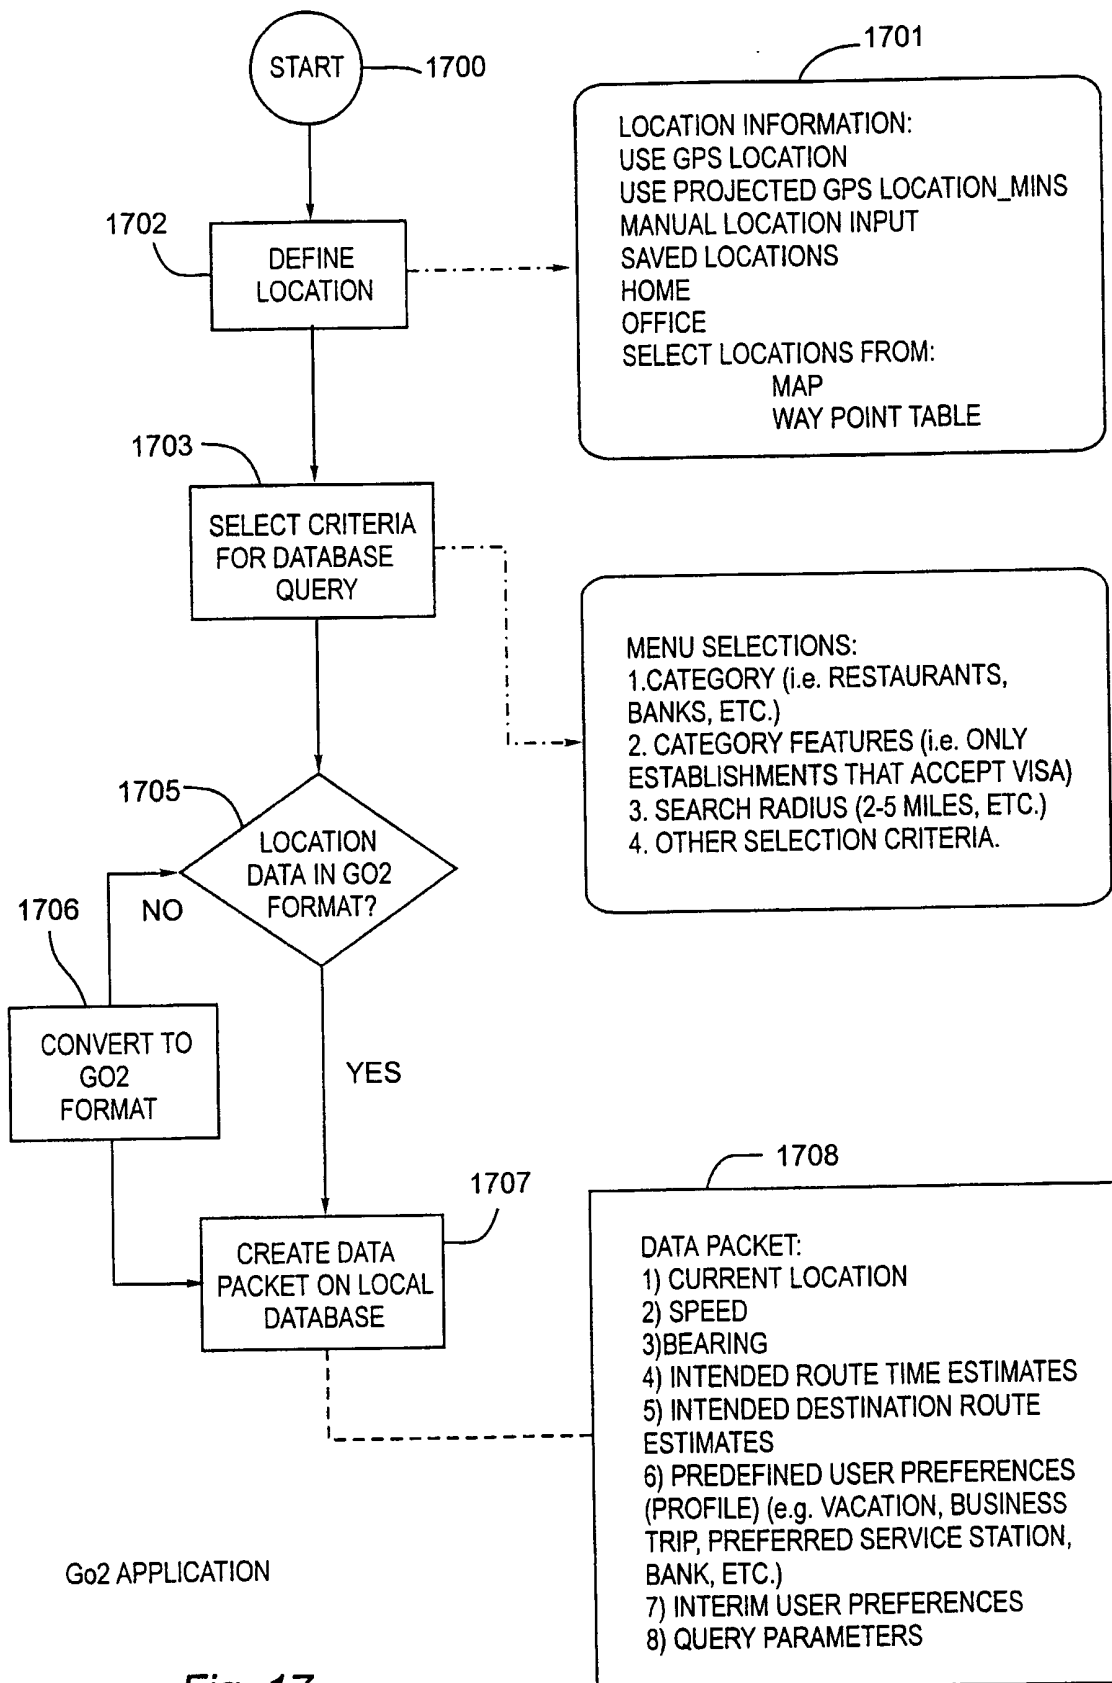 START
1700
1701
LOCATION INFORMATION:
USE GPS LOCATION
USE PROJECTED GPS LOCATION_MINS
MANUAL LOCATION INPUT
SAVED LOCATIONS
HOME
OFFICE
SELECT LOCATIONS FROM:
MAP
WAY POINT TABLE
1702
DEFINE
LOCATION
1703
SELECT CRITERIA
FOR DATABASE
QUERY
MENU SELECTIONS:
1.CATEGORY (i.e. RESTAURANTS,
BANKS, ETC.)
2. CATEGORY FEATURES (i.e. ONLY
ESTABLISHMENTS THAT ACCEPT VISA)
3. SEARCH RADIUS (2-5 MILES, ETC.)
4. OTHER SELECTION CRITERIA.
1705
LOCATION
DATA IN GO2
FORMAT?
NO
1706
CONVERT TO
GO2
FORMAT
YES
1707
CREATE DATA
PACKET ON LOCAL
DATABASE
1708
DATA PACKET:
1) CURRENT LOCATION
2) SPEED
3)BEARING
4) INTENDED ROUTE TIME ESTIMATES
5) INTENDED DESTINATION ROUTE
ESTIMATES
6) PREDEFINED USER PREFERENCES
(PROFILE) (e.g. VACATION, BUSINESS
TRIP, PREFERRED SERVICE STATION,
BANK, ETC.)
7) INTERIM USER PREFERENCES
8) QUERY PARAMETERS
Go2 APPLICATION
Fig. 17